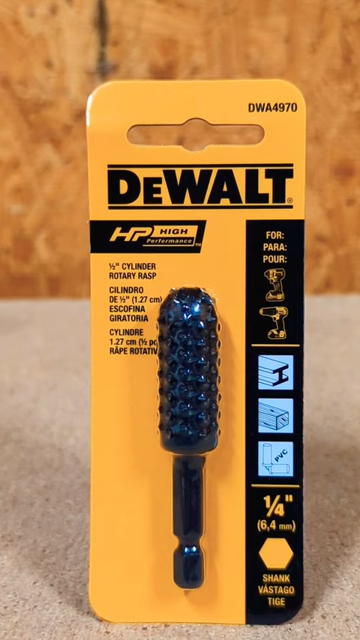 DWA4970
DEWALT®
HP HIGH
Performance™
FOR:
PARA:
POUR:
½" CYLINDER
ROTARY RASP
CILINDRO
DE ½" (1.27 cm)
ESCOFINA
GIRATORIA
CYLINDRE
1.27 cm (½ po
RÂPE ROTATIV
PVC
¼"
(6,4 mm)
SHANK
VÁSTAGO
TIGE